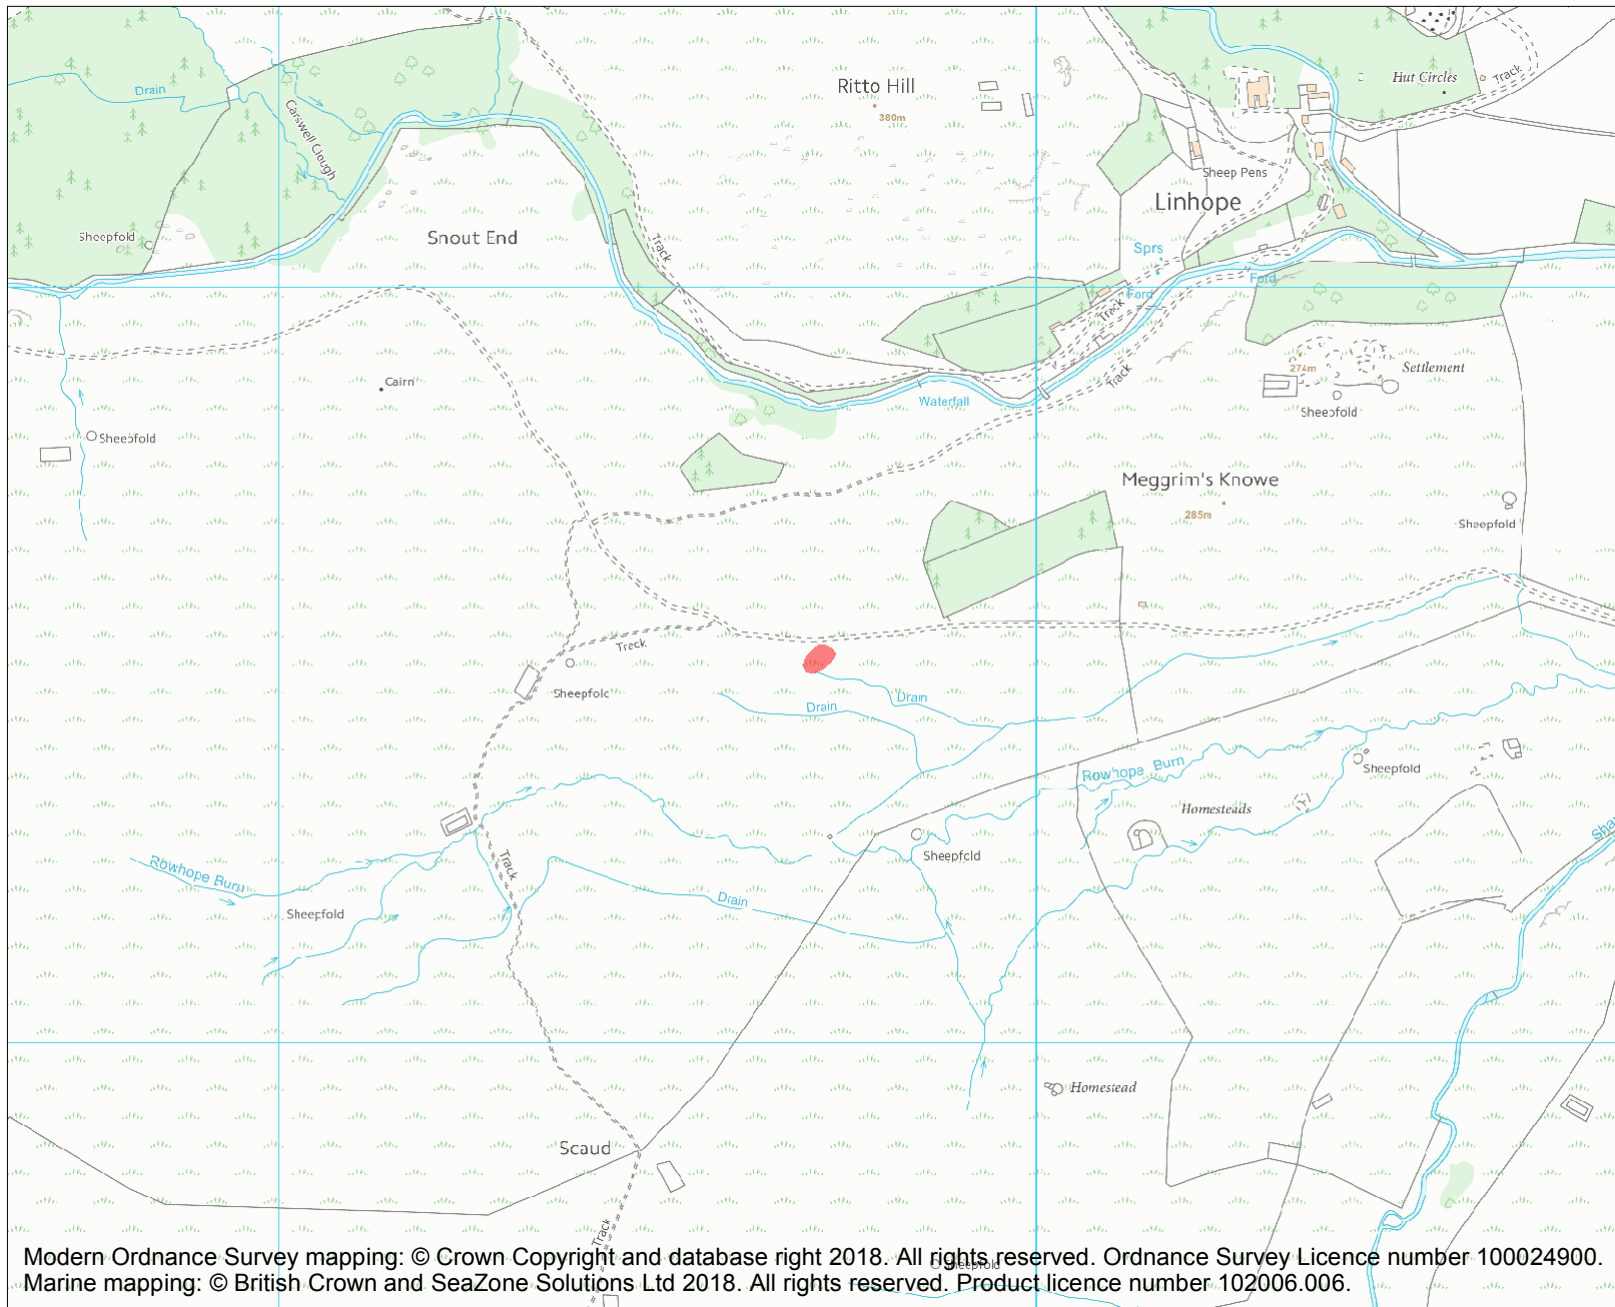 Ritto Hill
380m
Hut Circles
Track
Drain
Carswell Clough
Sheep Pens
Linhope
Sheepfold
Snout End
Track
Sprs
Ford
Ford
Track
Track
Cairn
Waterfall
274m
Settlement
Sheepfold
Sheepfold
Meggrim's Knowe
285m
Sheepfold
Track
Sheepfold
Drain
Drain
Rowhope Burn
Sheepfold
Homesteads
Sheepfold
Track
Rowhope Burn
Drain
Sheepfold
Sha
Homestead
Scaud
Track
Sheepfold
Modern Ordnance Survey mapping: © Crown Copyright and database right 2018. All rights reserved. Ordnance Survey Licence number 100024900.
Marine mapping: © British Crown and SeaZone Solutions Ltd 2018. All rights reserved. Product licence number 102006.006.